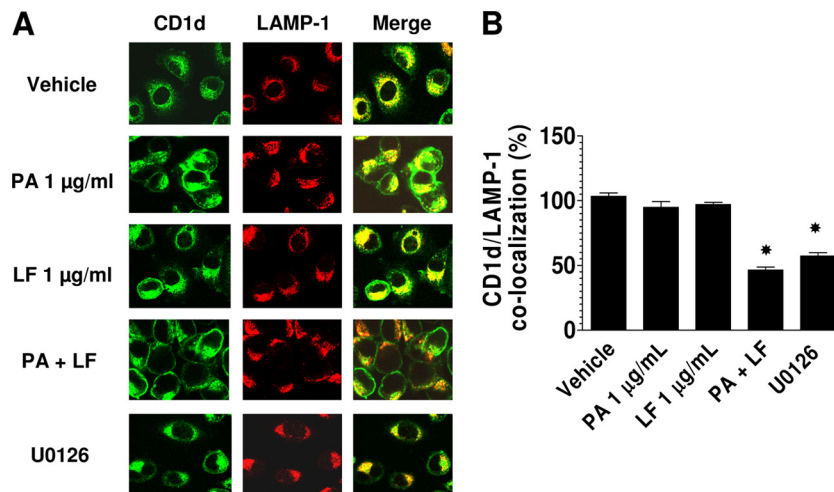 A
CD1d LAMP-1 Merge
Vehicle
PA 1 µg/ml
LF 1 µg/ml
PA + LF
U0126
B
CD1d/LAMP-1
co-localization (%)
150
100
50
0
*
*
Vehicle
PA 1 µg/mL
LF 1 µg/mL
PA + LF
U0126